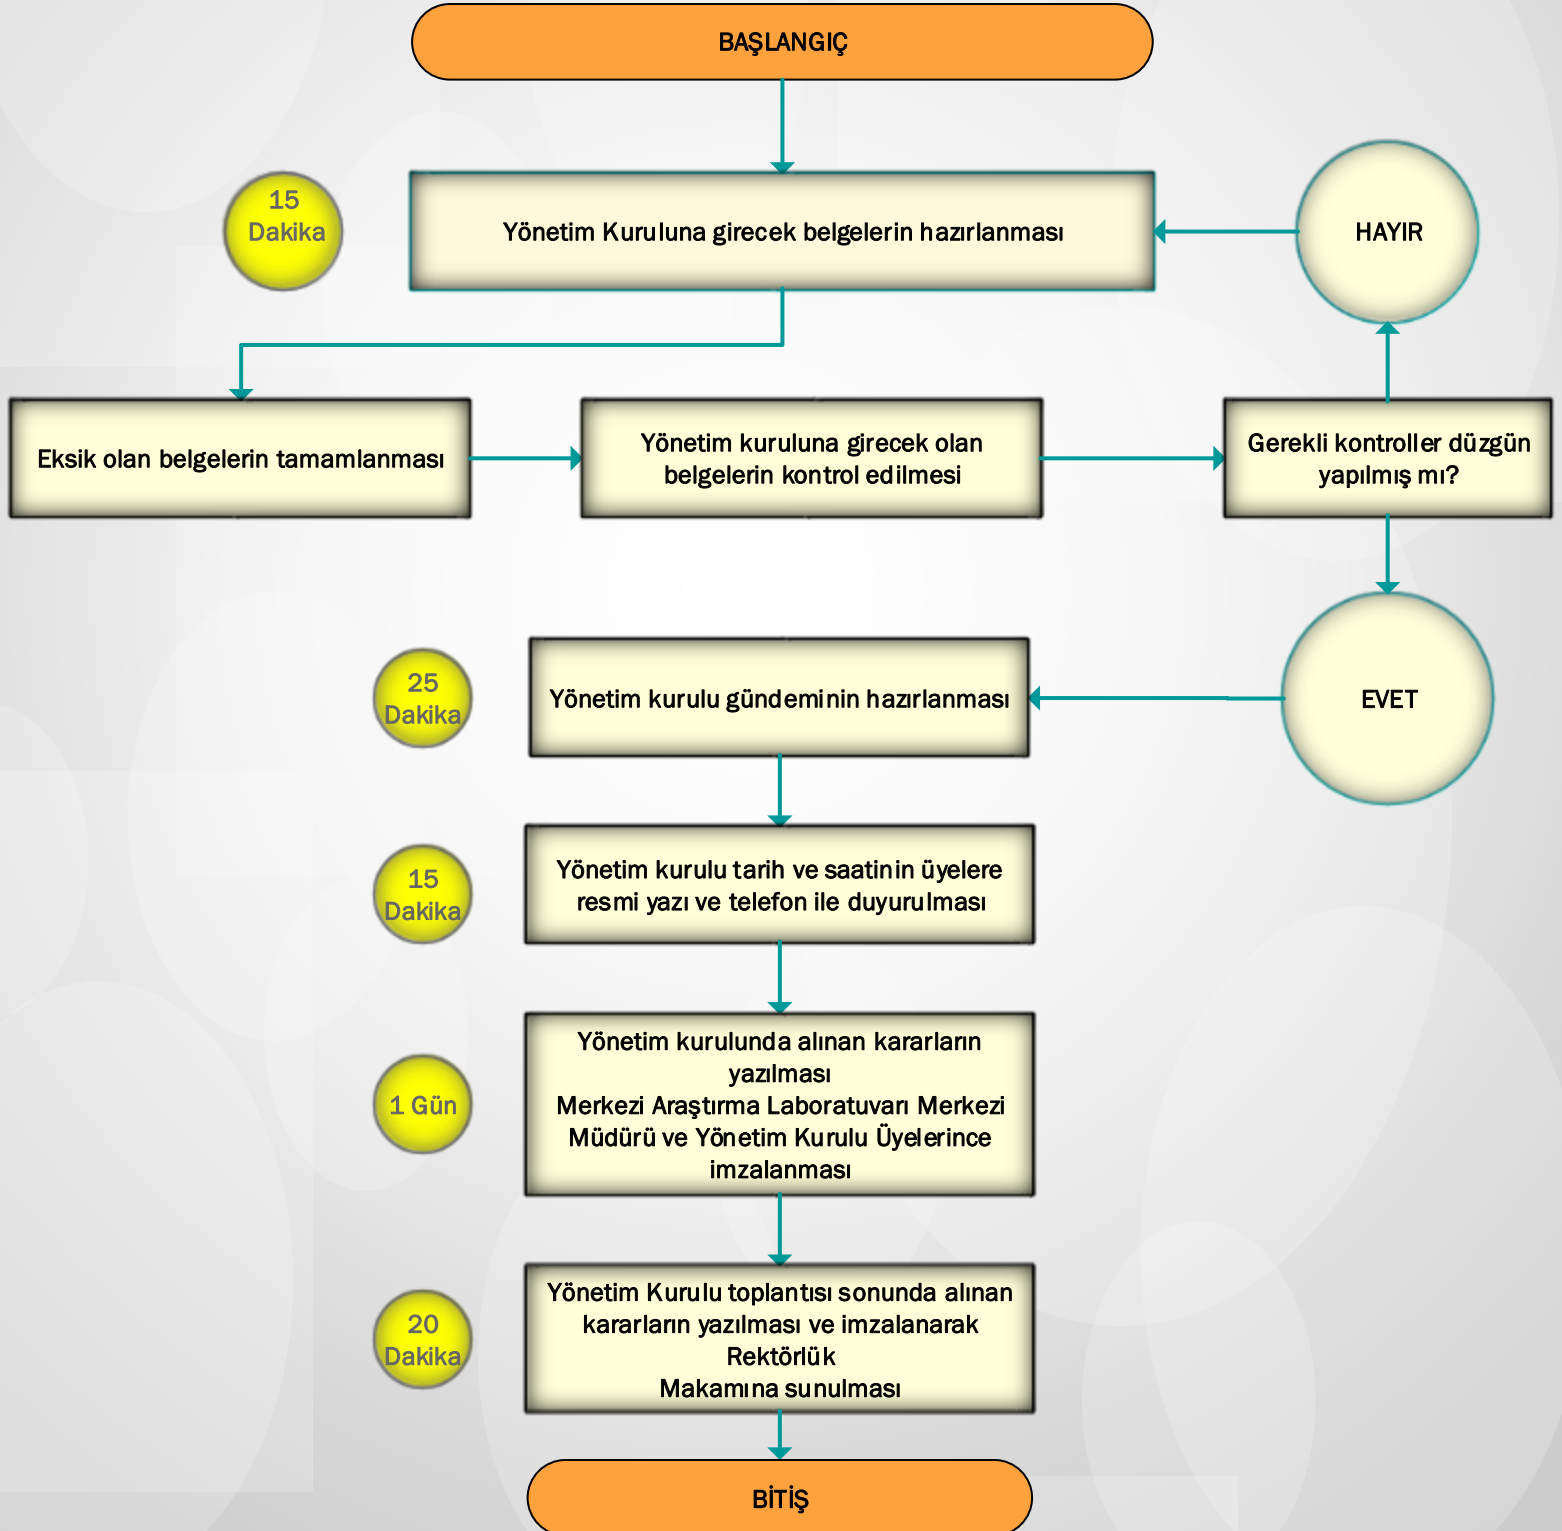 BAŞLANGIÇ
15
Dakika
Yönetim Kuruluna girecek belgelerin hazırlanması
HAYIR
Eksik olan belgelerin tamamlanması
Yönetim kuruluna girecek olan
belgelerin kontrol edilmesi
Gerekli kontroller düzgün
yapılmış mı?
25
Dakika
Yönetim kurulu gündeminin hazırlanması
EVET
15
Dakika
Yönetim kurulu tarih ve saatinin üyelere
resmi yazı ve telefon ile duyurulması
1 Gün
Yönetim kurulunda alınan kararların
yazılması
Merkezi Araştırma Laboratuvarı Merkezi
Müdürü ve Yönetim Kurulu Üyelerince
imzalanması
20
Dakika
Yönetim Kurulu toplantısı sonunda alınan
kararların yazılması ve imzalanarak
Rektörlük
Makamına sunulması
BİTİŞ